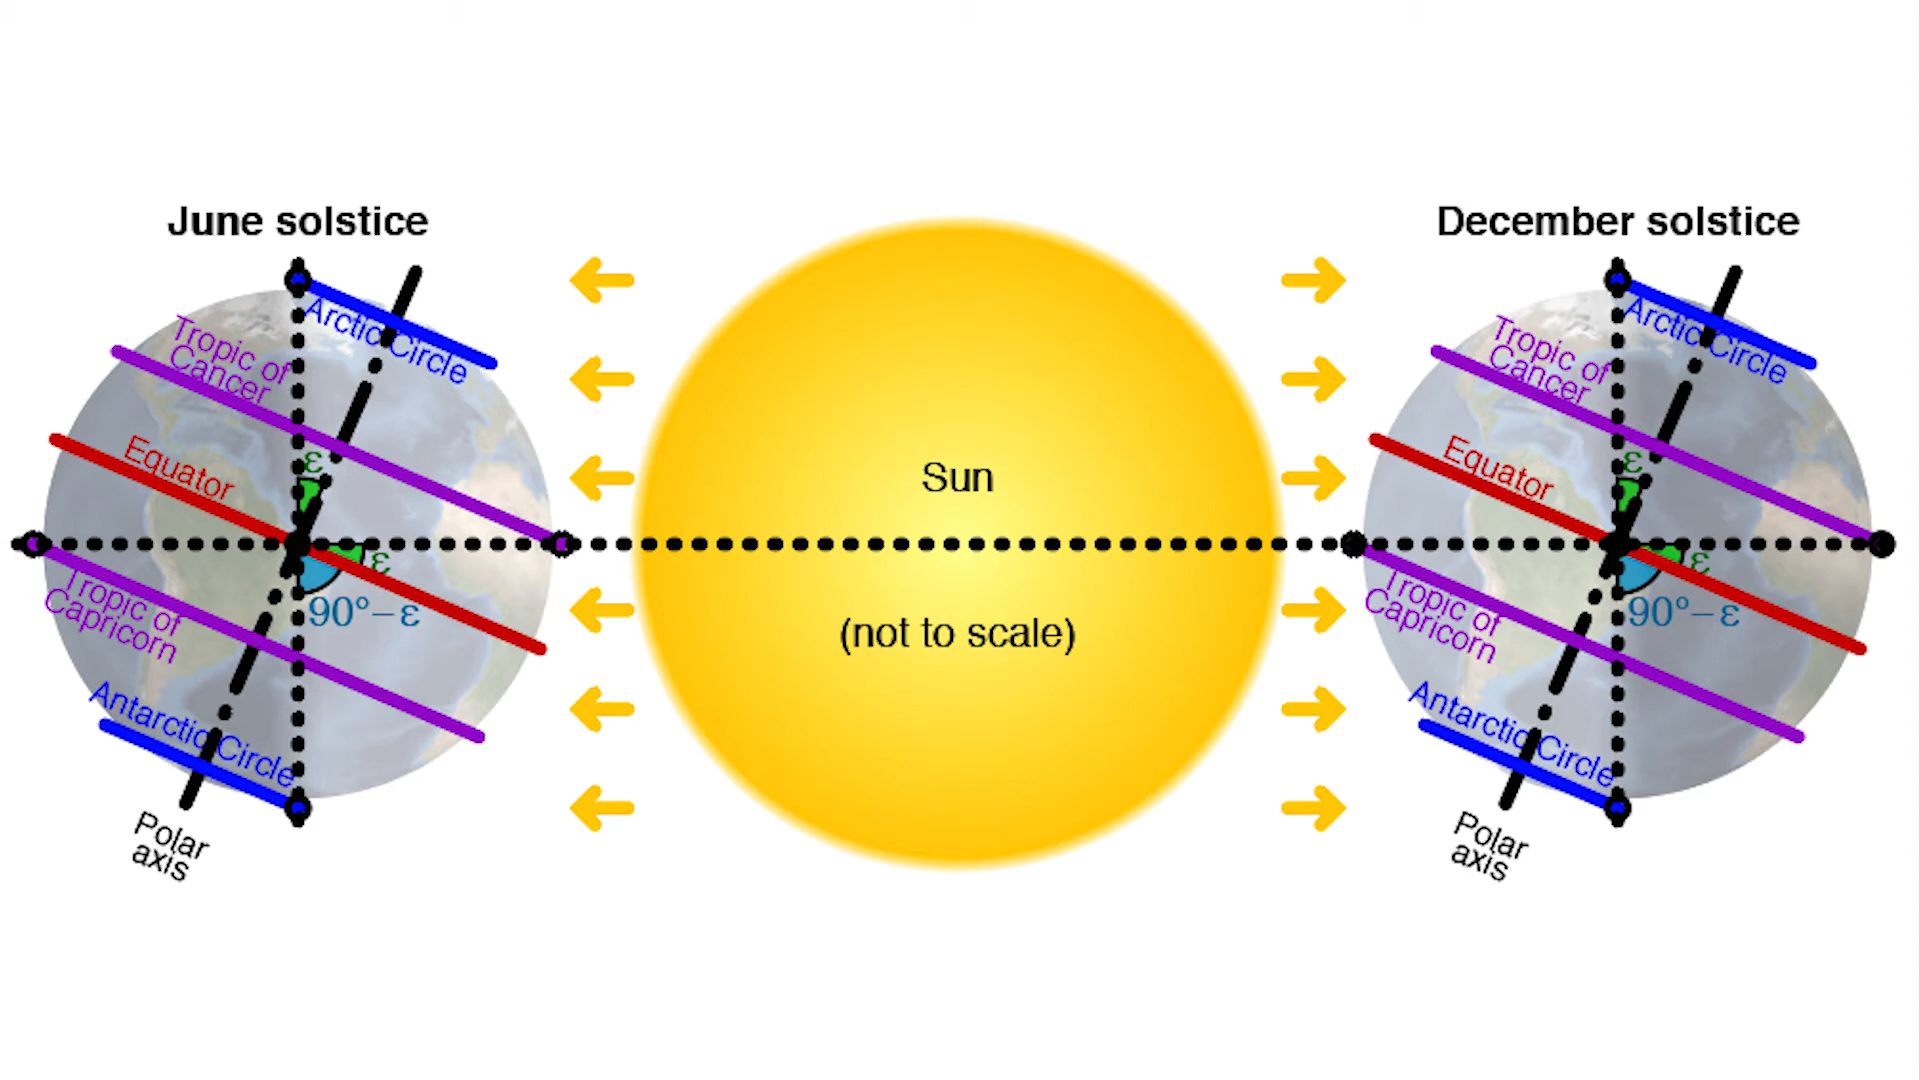 June solstice
Arctic Circle
Tropic of
Cancer
Equator
ε
ε
90°–ε
Tropic of
Capricorn
Antarctic Circle
Polar
axis
Sun
(not to scale)
December solstice
Arctic Circle
Tropic of
Cancer
Equator
ε
ε
90°–ε
Tropic of
Capricorn
Antarctic Circle
Polar
axis